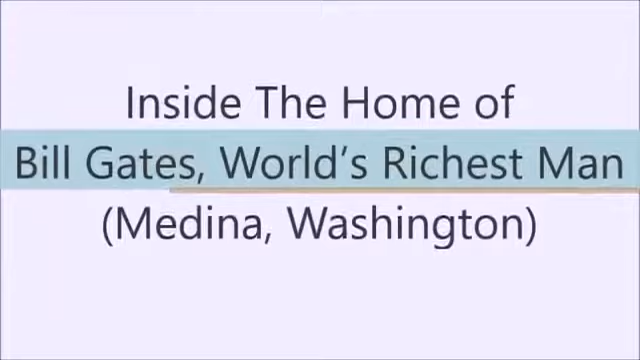 Inside The Home of
Bill Gates, World’s Richest Man
(Medina, Washington)